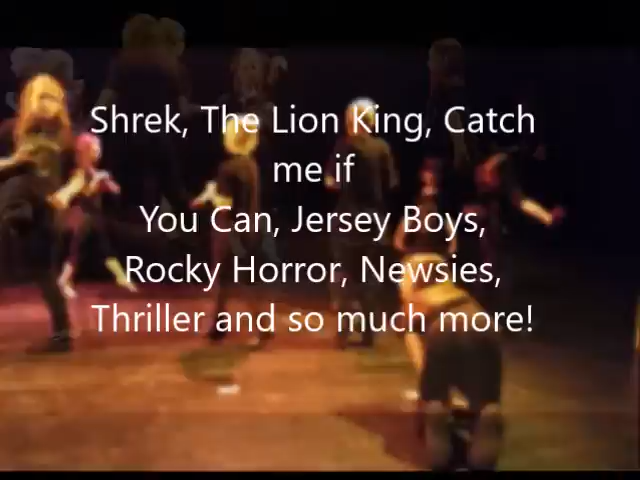 Shrek, The Lion King, Catch
me if
You Can, Jersey Boys,
Rocky Horror, Newsies,
Thriller and so much more!